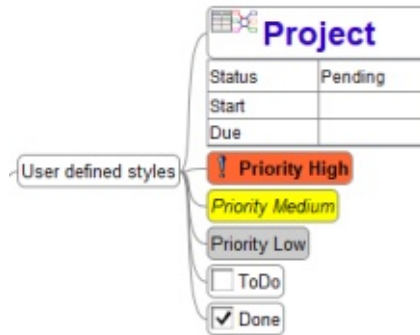 Project
Status Pending
Start
Due
User defined styles
Priority High
Priority Medium
Priority Low
ToDo
Done